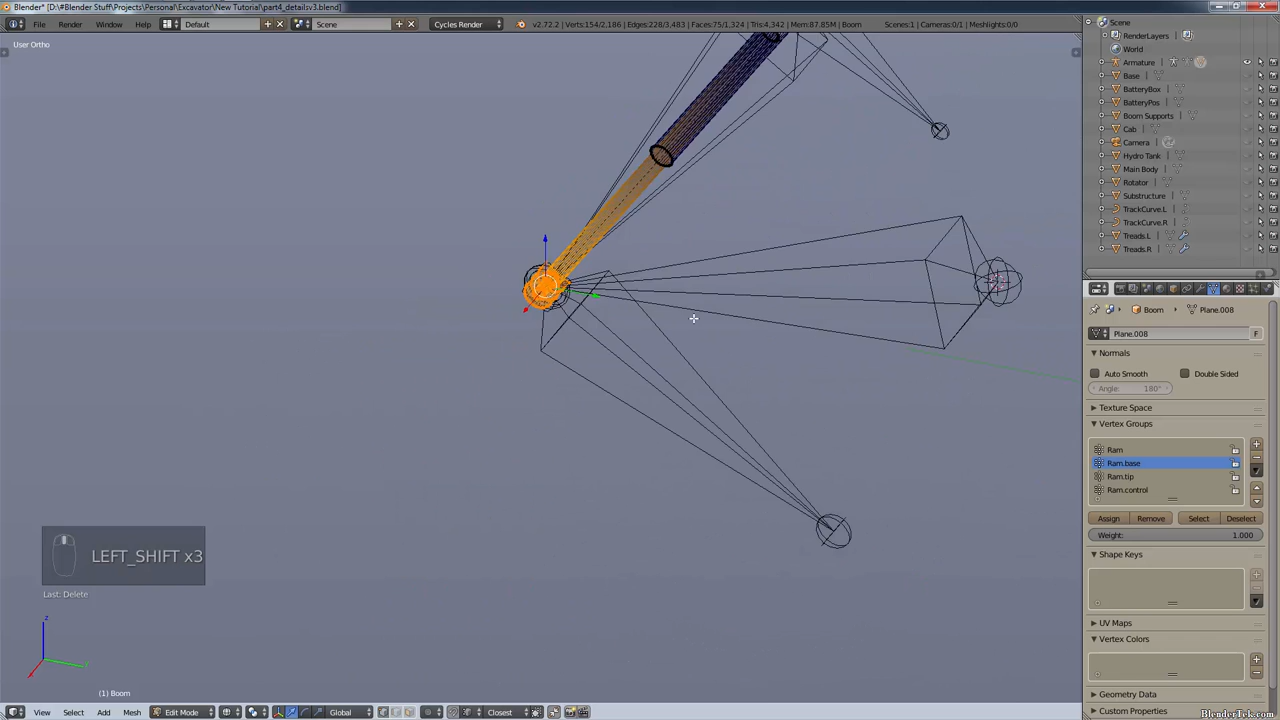 Blender* [D:\#Blender Stuff\Projects\Personal\Excavator\New Tutorial\part4_detailsv3.blend]
File Render Window Help Default Scene Cycles Render v2.72.2 | Verts:154/2,186 | Edges:228/3,483 | Faces:75/1,324 | Tris:4,342 | Mem:87.85M | Boom Scenes:1 | Cameras:0/1 | Meshlights:0/0
User Ortho
Scene
RenderLayers
World
Armature
Base
BatteryBox
BatteryPos
Boom Supports
Cab
Camera
Hydro Tank
Main Body
Rotator
Substructure
TrackCurve.L
TrackCurve.R
Treads.L
Treads.R
Boom Plane.008
Plane.008 F
Normals
Auto Smooth Double Sided
Angle: 180°
Texture Space
Vertex Groups
Ram
Ram.base
Ram.tip
Ram.control
Assign Remove Select Deselect
Weight: 1.000
Shape Keys
UV Maps
Vertex Colors
Geometry Data
Custom Properties
LEFT_SHIFT x3
Last: Delete
z
y
(1) Boom
View Select Add Mesh Edit Mode Global Closest
BlenderTek.com